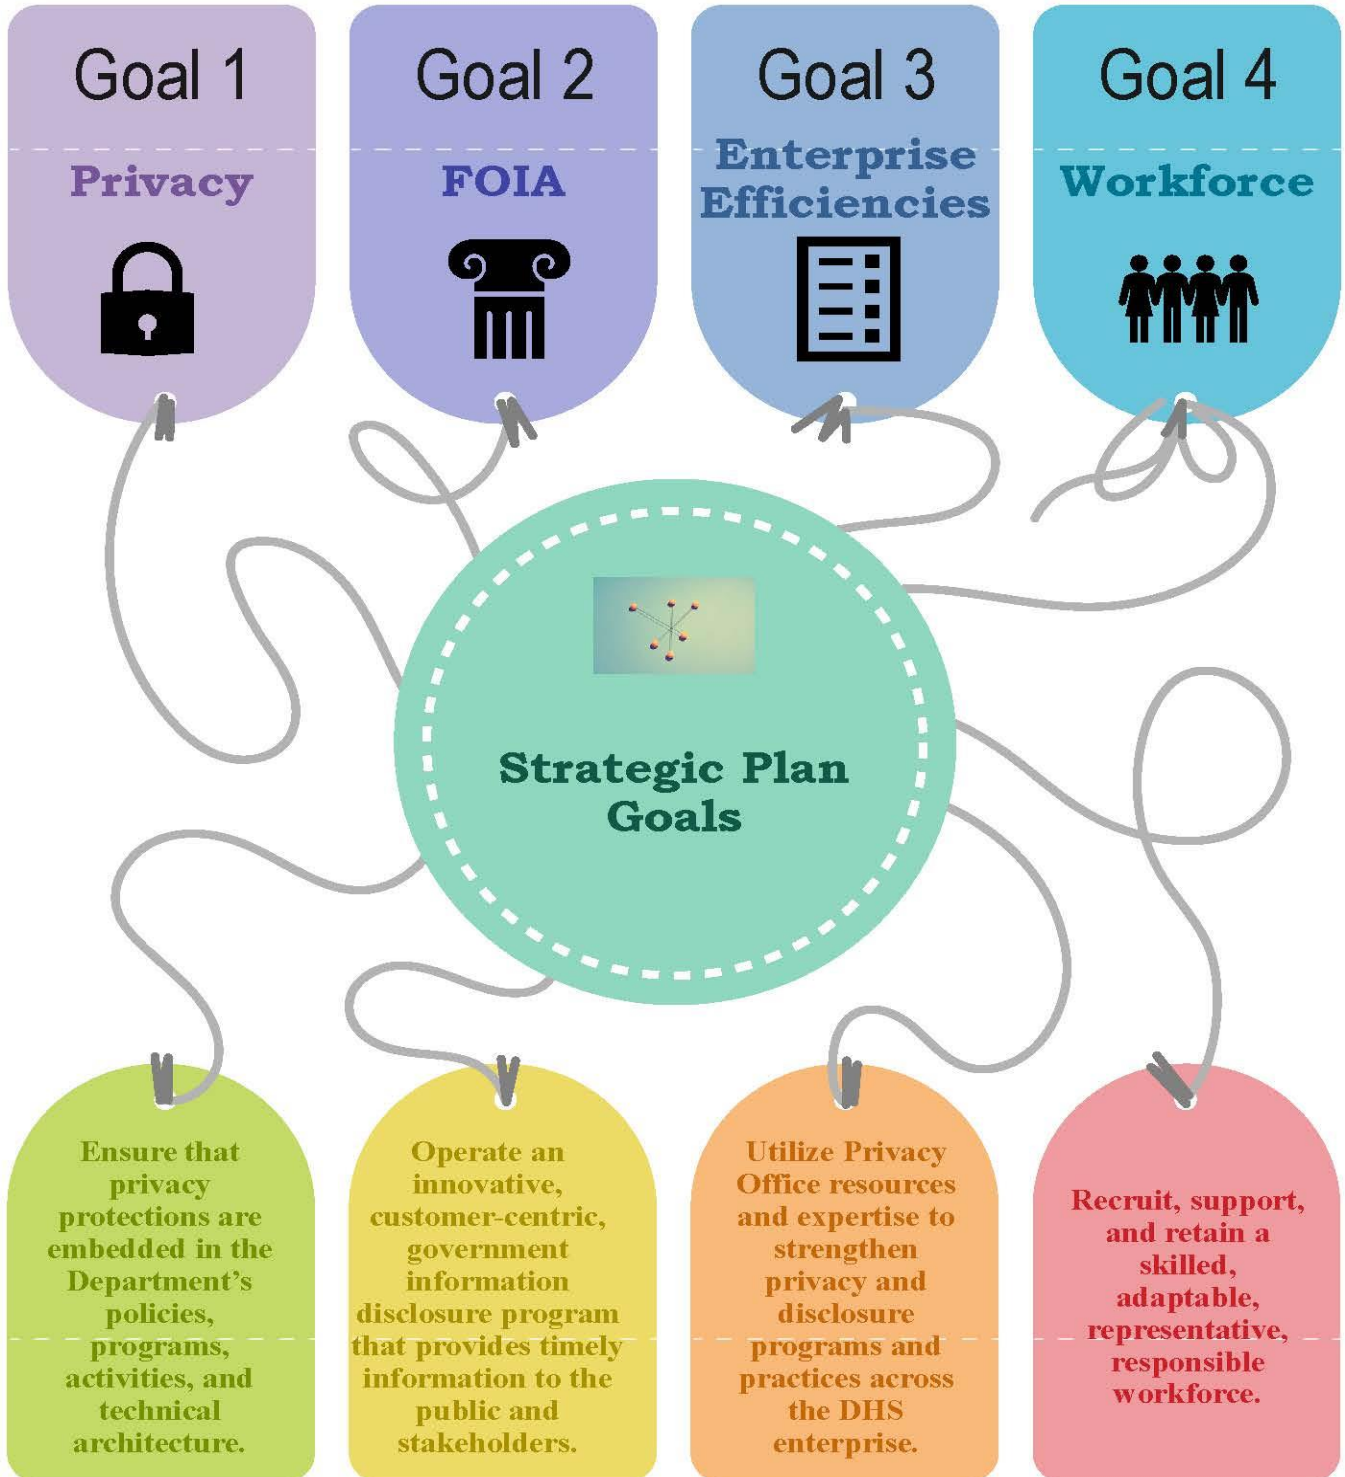 Goal 1
Privacy
Goal 2
FOIA
Goal 3
Enterprise
Efficiencies
Goal 4
Workforce
Strategic Plan
Goals
Ensure that
privacy
protections are
embedded in the
Department’s
policies,
programs,
activities, and
technical
architecture.
Operate an
innovative,
customer-centric,
government
information
disclosure program
that provides timely
information to the
public and
stakeholders.
Utilize Privacy
Office resources
and expertise to
strengthen
privacy and
disclosure
programs and
practices across
the DHS
enterprise.
Recruit, support,
and retain a
skilled,
adaptable,
representative,
responsible
workforce.